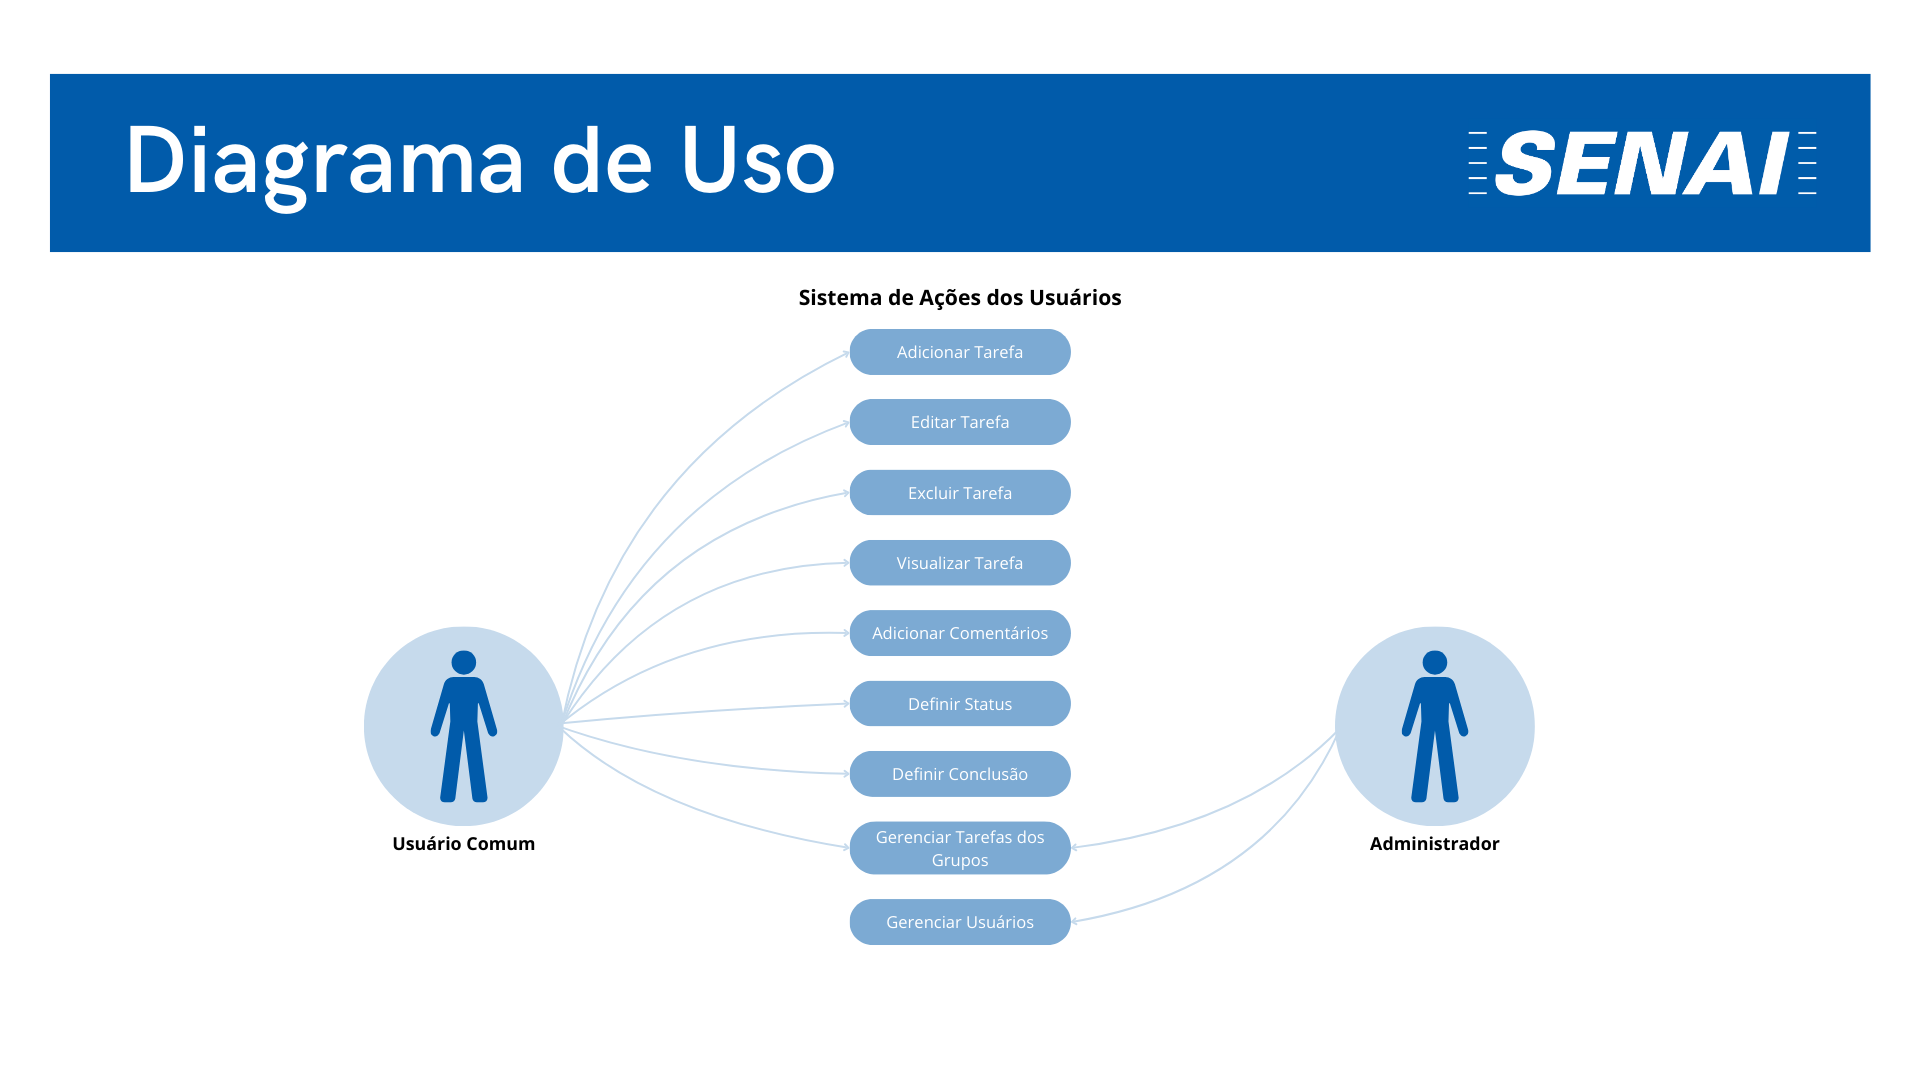 Diagrama de Uso
SENAI
Sistema de Ações dos Usuários
Adicionar Tarefa
Editar Tarefa
Excluir Tarefa
Visualizar Tarefa
Adicionar Comentários
Definir Status
Definir Conclusão
Gerenciar Tarefas dos
Grupos
Gerenciar Usuários
Usuário Comum
Administrador